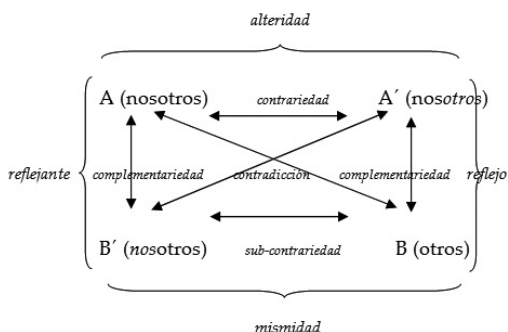 alteridad
A (nosotros) contrariedad A´ (nosotros)
reflejante complementariedad contradicción complementariedad reflejo
B´ (nosotros) sub-contrariedad B (otros)
mismidad